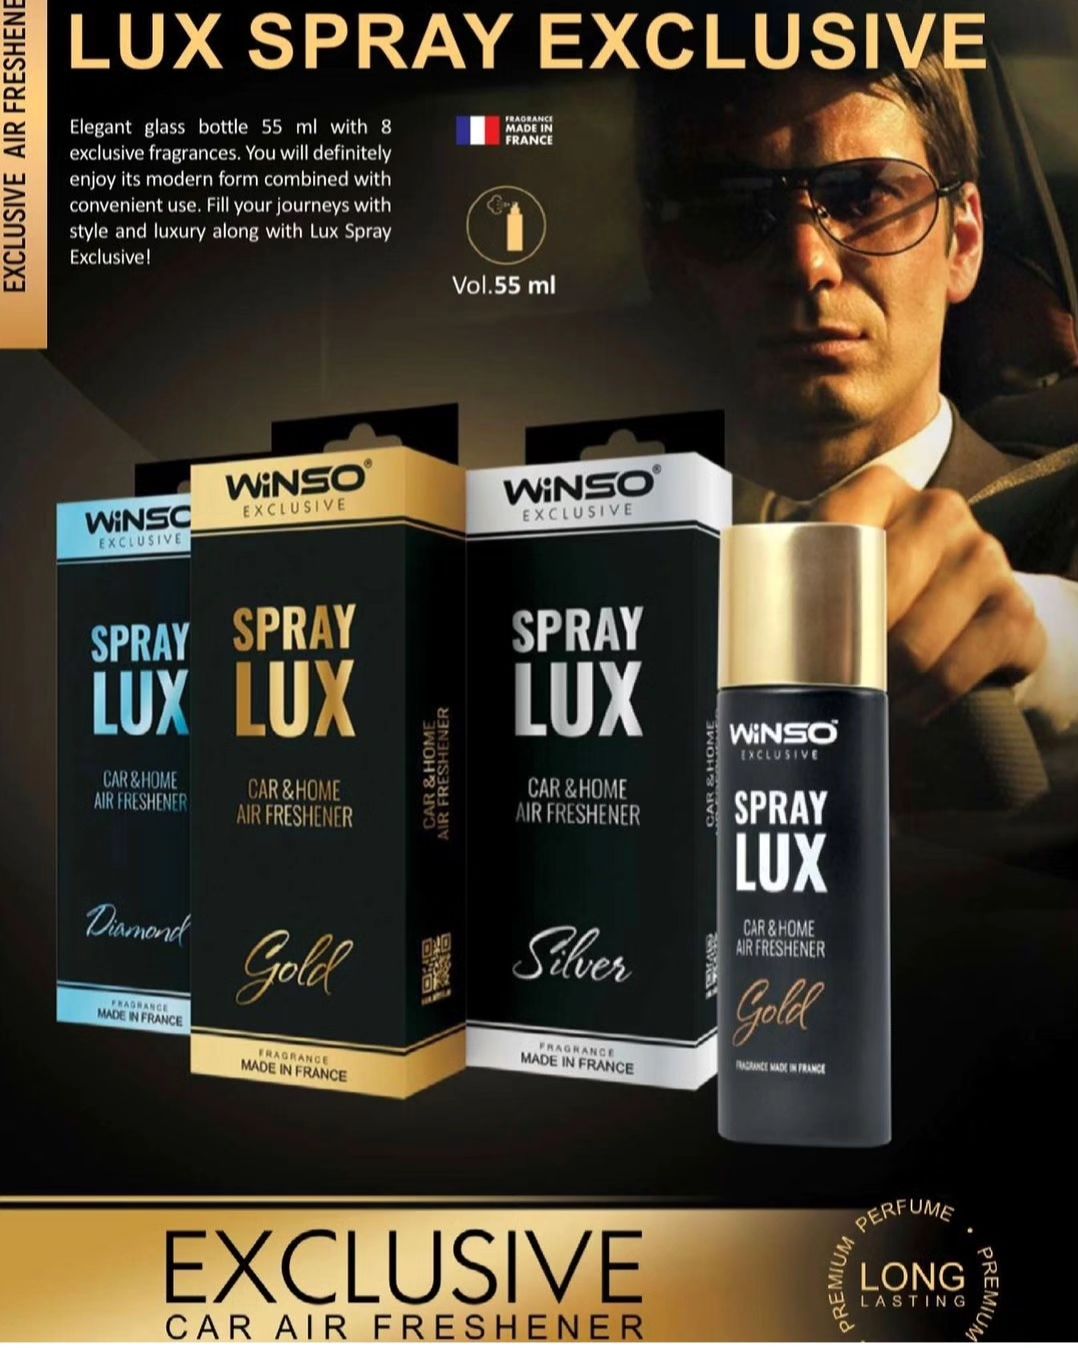 LUX SPRAY EXCLUSIVE
EXCLUSIVE AIR FRESHENE
Elegant glass bottle 55 ml with 8
exclusive fragrances. You will definitely
enjoy its modern form combined with
convenient use. Fill your journeys with
style and luxury along with Lux Spray
Exclusive!
FRAGRANCE
MADE IN
FRANCE
Vol.55 ml
WiNSO
EXCLUSIVE
SPRAY
LUX
CAR &HOME
AIR FRESHENER
Diamond
FRAGRANCE
MADE IN FRANCE
WiNSO®
EXCLUSIVE
SPRAY
LUX
CAR &HOME
AIR FRESHENER
Gold
FRAGRANCE
MADE IN FRANCE
CAR & HOME
AIR FRESHENER
WiNSO®
EXCLUSIVE
SPRAY
LUX
CAR &HOME
AIR FRESHENER
Silver
FRAGRANCE
MADE IN FRANCE
CAR & HOME
WiNSO™
EXCLUSIVE
SPRAY
LUX
CAR & HOME
AIR FRESHENER
Gold
FRAGRANCE MADE IN FRANCE
EXCLUSIVE
CAR AIR FRESHENER
PREMIUM PERFUME • PREMIUM
LONG
LASTING